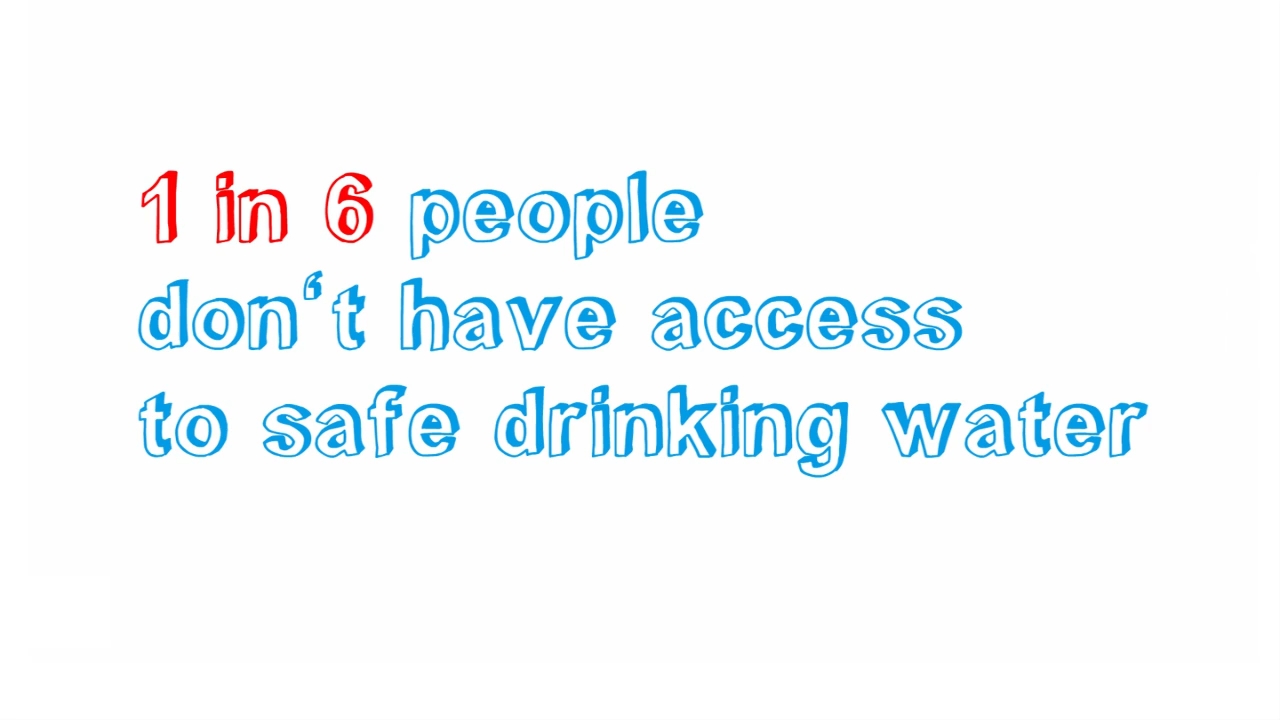 1 in 6 people
don‘t have access
to safe drinking water